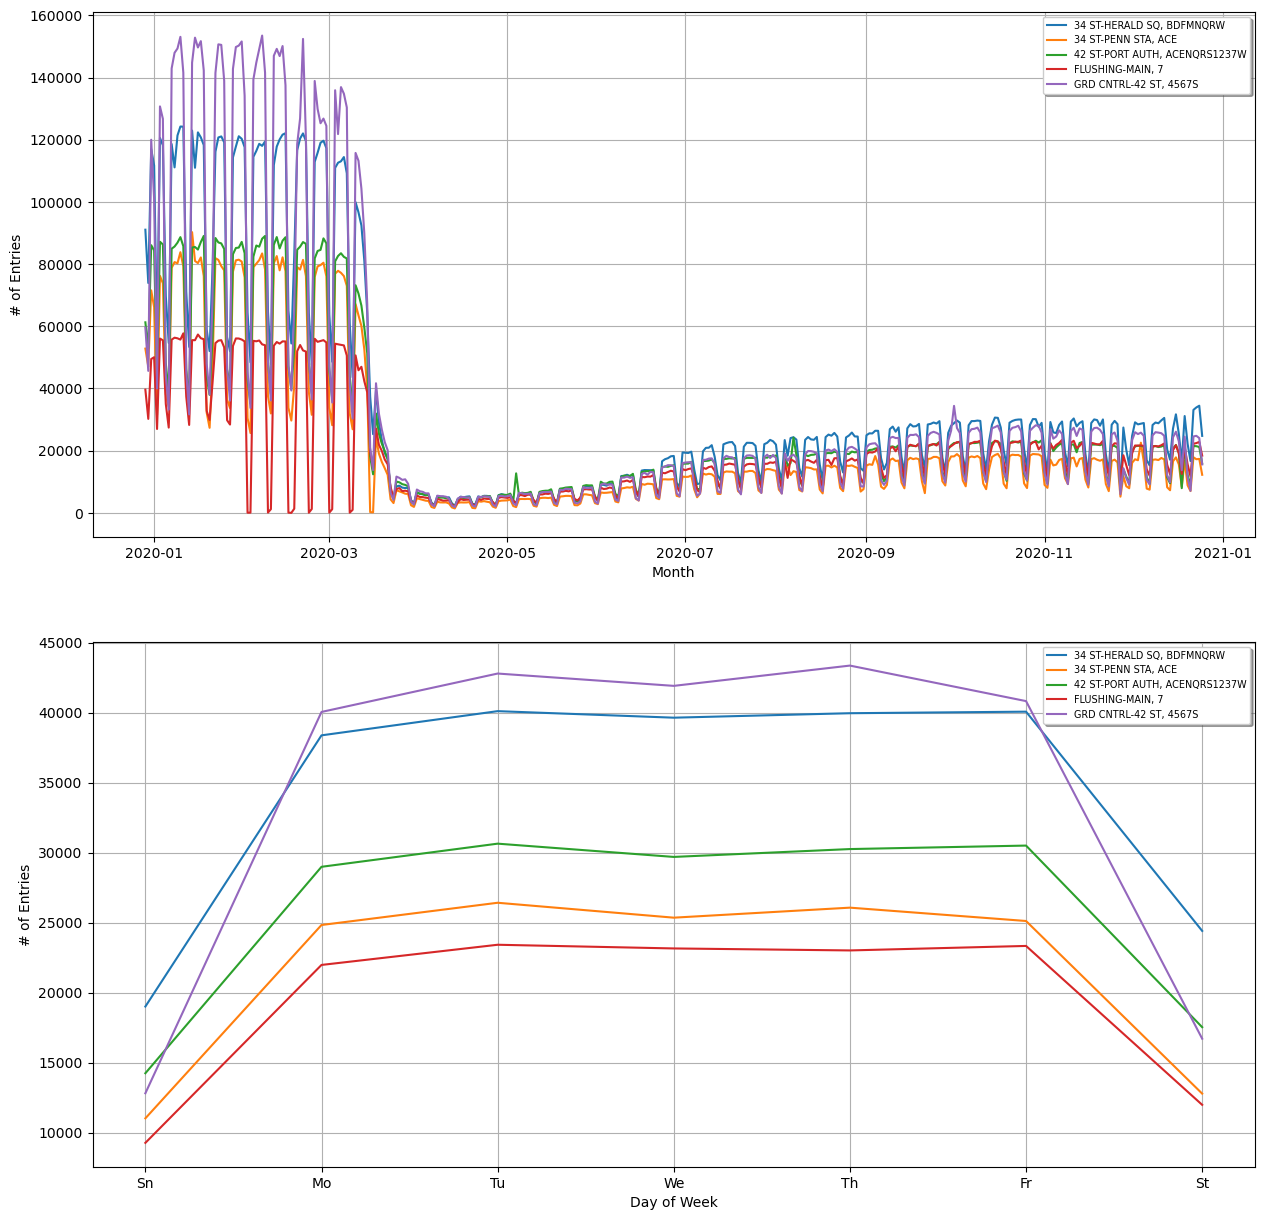 160000
140000
120000
100000
80000
60000
40000
20000
0
# of Entries
34 ST-HERALD SQ, BDFMNQRW
34 ST-PENN STA, ACE
42 ST-PORT AUTH, ACENQRS1237W
FLUSHING-MAIN, 7
GRD CNTRL-42 ST, 4567S
2020-01 2020-03 2020-05 2020-07 2020-09 2020-11 2021-01
Month
45000
40000
35000
30000
25000
20000
15000
10000
# of Entries
34 ST-HERALD SQ, BDFMNQRW
34 ST-PENN STA, ACE
42 ST-PORT AUTH, ACENQRS1237W
FLUSHING-MAIN, 7
GRD CNTRL-42 ST, 4567S
Sn Mo Tu We Th Fr St
Day of Week